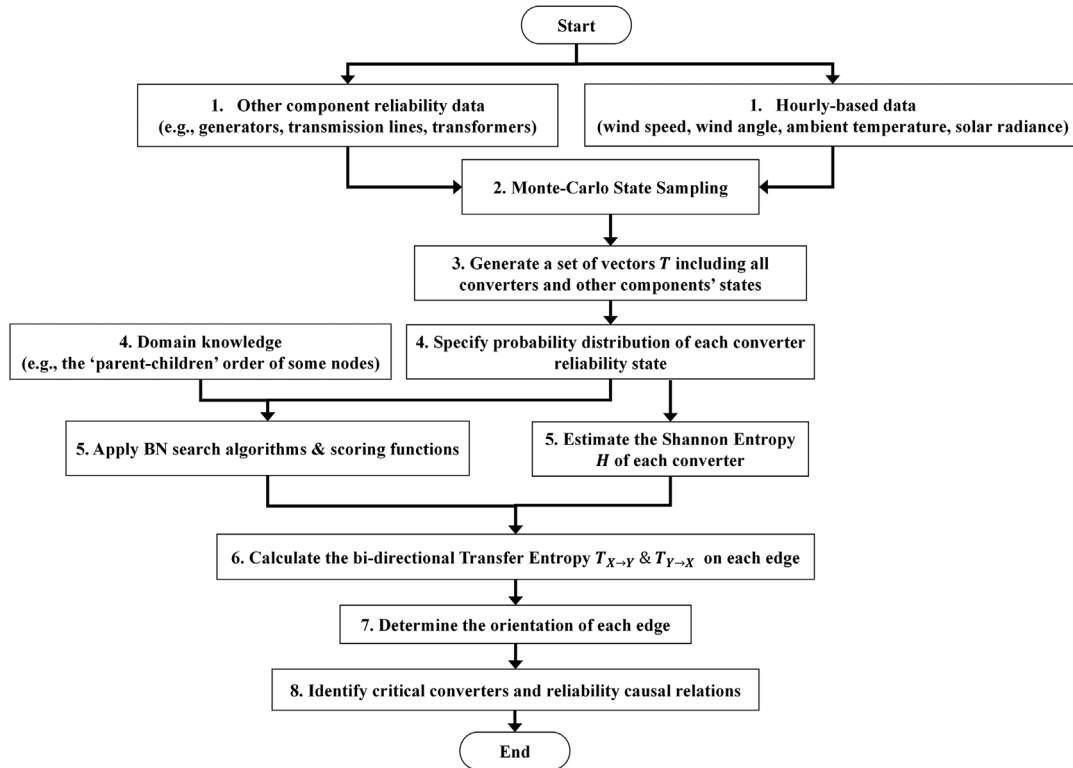 Start
1. Other component reliability data
(e.g., generators, transmission lines, transformers)
1. Hourly-based data
(wind speed, wind angle, ambient temperature, solar radiance)
2. Monte-Carlo State Sampling
3. Generate a set of vectors T including all
converters and other components’ states
4. Domain knowledge
(e.g., the ‘parent-children’ order of some nodes)
4. Specify probability distribution of each converter
reliability state
5. Apply BN search algorithms & scoring functions
5. Estimate the Shannon Entropy
H of each converter
6. Calculate the bi-directional Transfer Entropy T_{X→Y} & T_{Y→X} on each edge
7. Determine the orientation of each edge
8. Identify critical converters and reliability causal relations
End